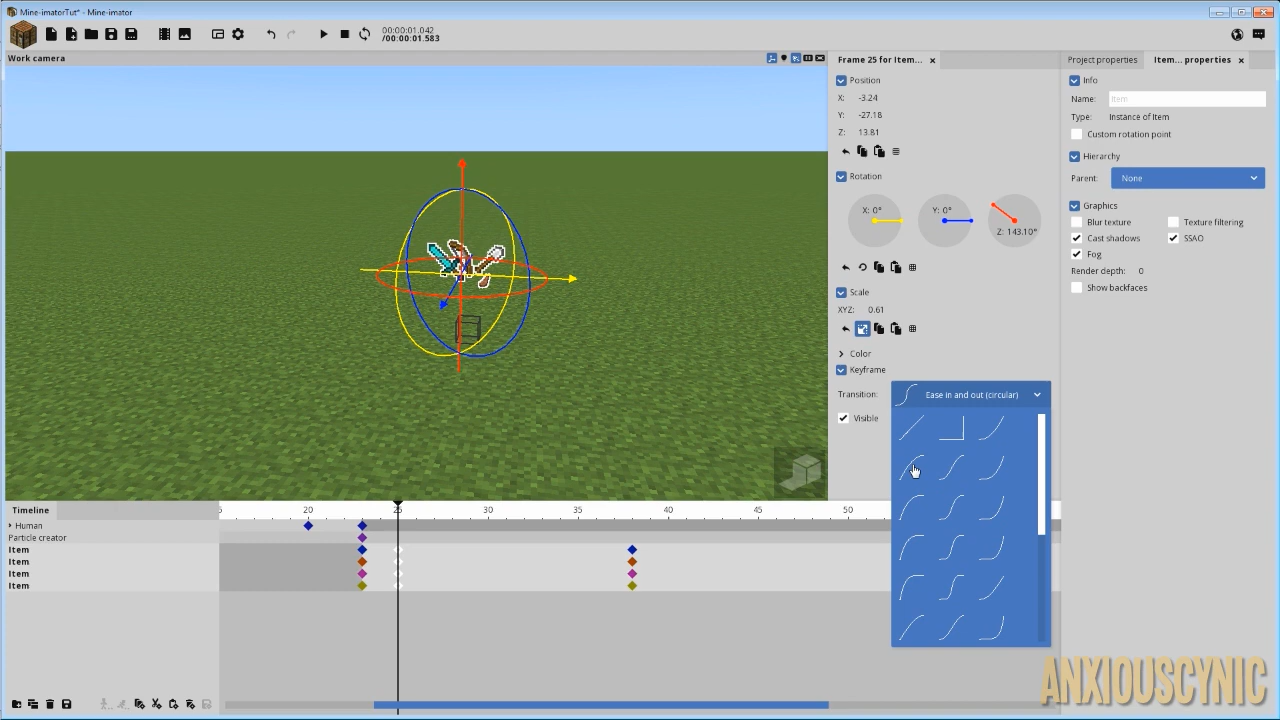 Mine-imatorTut* - Mine-imator
00:00:01.042
/00:00:01.583
Work camera
Frame 25 for Item...
Position
X: -3.24
Y: -27.18
Z: 13.81
Rotation
X: 0°
Y: 0°
Z: 143.10°
Scale
XYZ: 0.61
Color
Keyframe
Transition: Ease in and out (circular)
Visible
Project properties
Item... properties
Info
Name: Item
Type: Instance of Item
Custom rotation point
Hierarchy
Parent: None
Graphics
Blur texture Texture filtering
Cast shadows SSAO
Fog
Render depth: 0
Show backfaces
Timeline
5 20 25 30 35 40 45 50
Human
Particle creator
Item
Item
Item
Item
ANXIOUSCYNIC